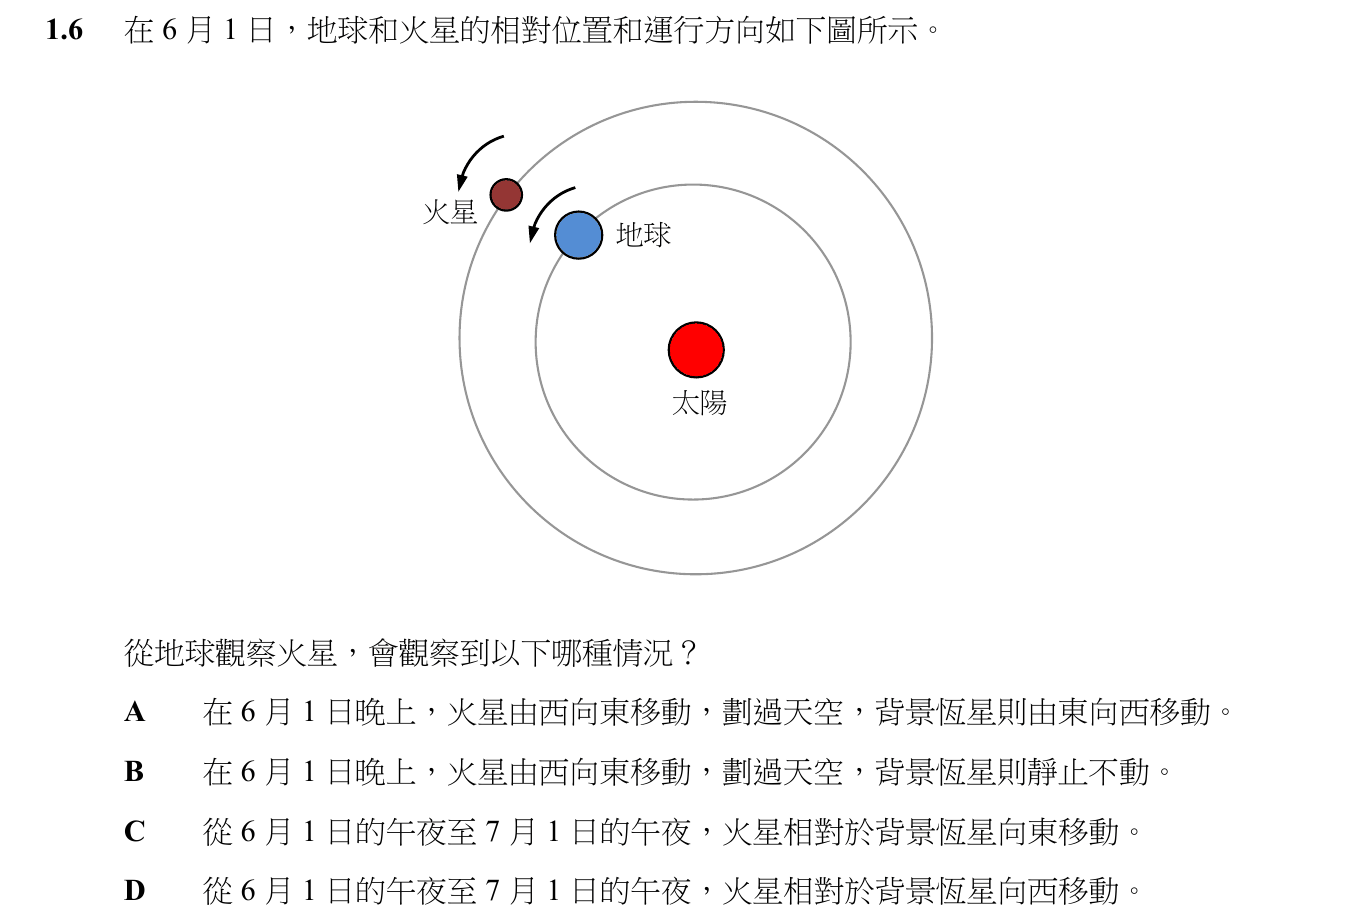 1.6 在 6 月 1 日，地球和火星的相對位置和運行方向如下圖所示。
火星
地球
太陽
從地球觀察火星，會觀察到以下哪種情況？
A 在 6 月 1 日晚上，火星由西向東移動，劃過天空，背景恆星則由東向西移動。
B 在 6 月 1 日晚上，火星由西向東移動，劃過天空，背景恆星則靜止不動。
C 從 6 月 1 日的午夜至 7 月 1 日的午夜，火星相對於背景恆星向東移動。
D 從 6 月 1 日的午夜至 7 月 1 日的午夜，火星相對於背景恆星向西移動。